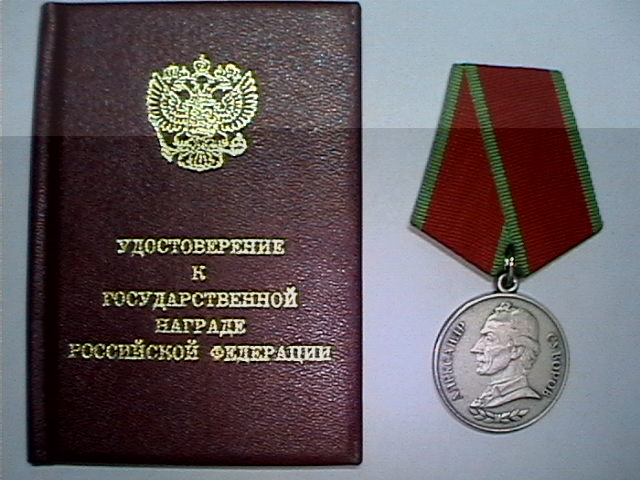 УДОСТОВЕРЕНИЕ
К
ГОСУДАРСТВЕННОЙ
НАГРАДЕ
РОССИЙСКОЙ ФЕДЕРАЦИИ
АЛЕКСАНДР СУВОРОВ